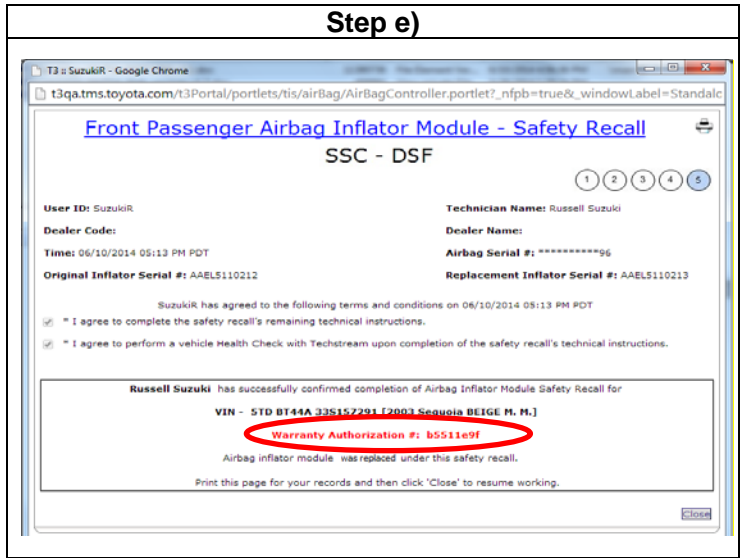 Step e)
T3 :: SuzukiR - Google Chrome
t3qa.tms.toyota.com/t3Portal/portlets/tis/airBag/AirBagController.portlet?_nfpb=true&_windowLabel=Standalc
Front Passenger Airbag Inflator Module - Safety Recall
SSC - DSF
1 2 3 4 5
User ID: SuzukiR Technician Name: Russell Suzuki
Dealer Code: Dealer Name:
Time: 06/10/2014 05:13 PM PDT Airbag Serial #: **********96
Original Inflator Serial #: AAEL5110212 Replacement Inflator Serial #: AAEL5110213
SuzukiR has agreed to the following terms and conditions on 06/10/2014 05:13 PM PDT
* I agree to complete the safety recall's remaining technical instructions.
* I agree to perform a vehicle Health Check with Techstream upon completion of the safety recall's technical instructions.
Russell Suzuki has successfully confirmed completion of Airbag Inflator Module Safety Recall for
VIN - 5TD BT44A 33S157291 [2003 Sequoia BEIGE M. M.]
Warranty Authorization #: b5511e9f
Airbag inflator module was replaced under this safety recall.
Print this page for your records and then click 'Close' to resume working.
Close